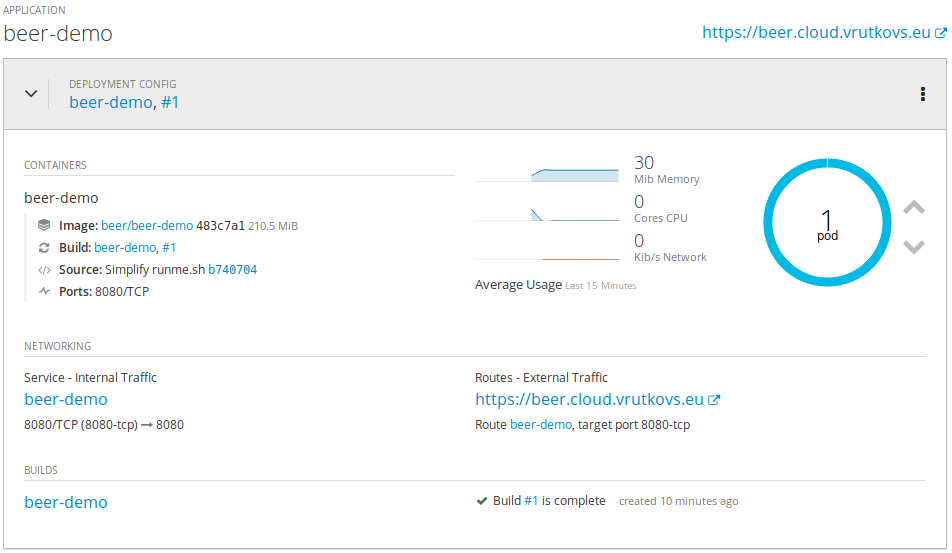 APPLICATION
beer-demo
https://beer.cloud.vrutkovs.eu
DEPLOYMENT CONFIG
beer-demo, #1
CONTAINERS
beer-demo
Image: beer/beer-demo 483c7a1 210.5 MiB
Build: beer-demo, #1
Source: Simplify runme.sh b740704
Ports: 8080/TCP
30
Mib Memory
0
Cores CPU
0
Kib/s Network
Average Usage Last 15 Minutes
1
pod
NETWORKING
Service - Internal Traffic
beer-demo
8080/TCP (8080-tcp) → 8080
Routes - External Traffic
https://beer.cloud.vrutkovs.eu
Route beer-demo, target port 8080-tcp
BUILDS
beer-demo
Build #1 is complete created 10 minutes ago